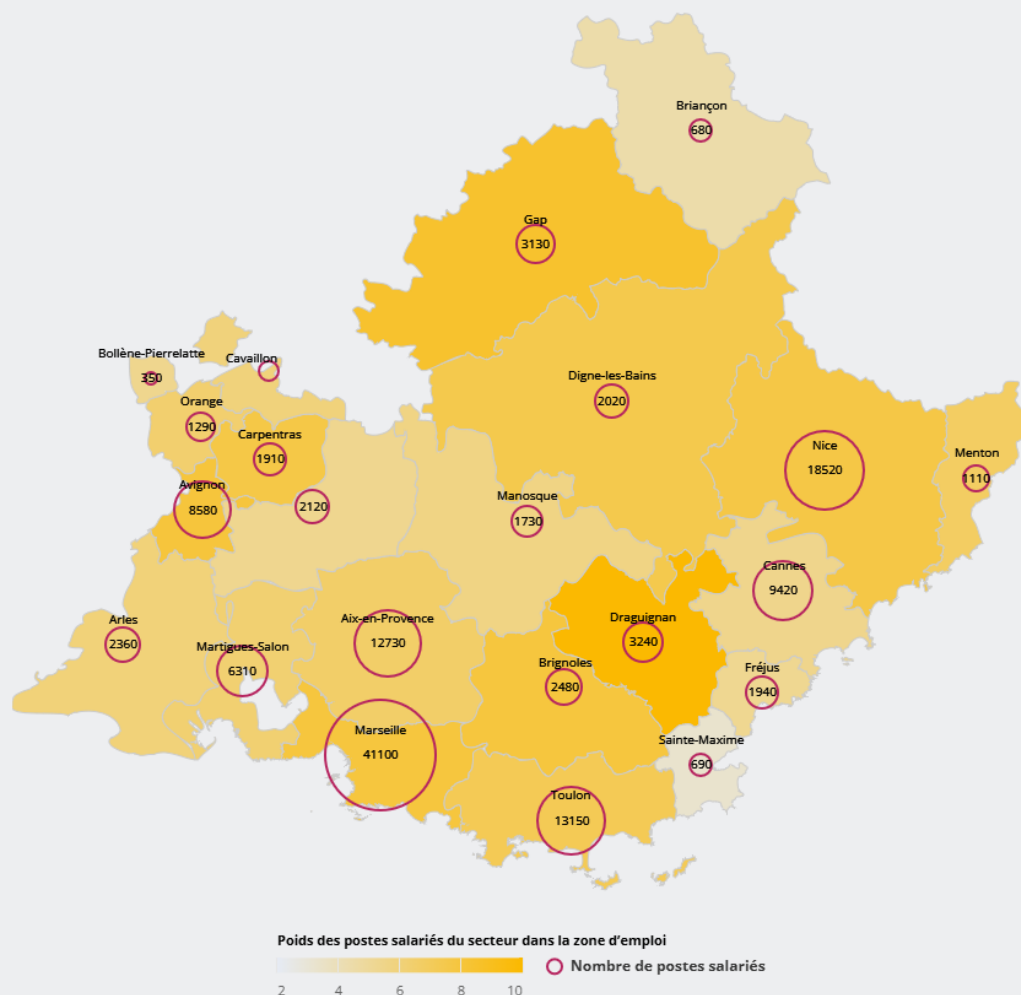 Briançon
680
Gap
3130
Bollène-Pierrelatte
350
Cavaillon
Digne-les-Bains
2020
Orange
1290
Carpentras
1910
Nice
18520
Menton
1110
Avignon
8580
2120
Manosque
1730
Cannes
9420
Arles
2360
Martigues-Salon
6310
Aix-en-Provence
12730
Draguignan
3240
Brignoles
2480
Fréjus
1940
Marseille
41100
Sainte-Maxime
690
Toulon
13150
Poids des postes salariés du secteur dans la zone d'emploi
Nombre de postes salariés
2 4 6 8 10